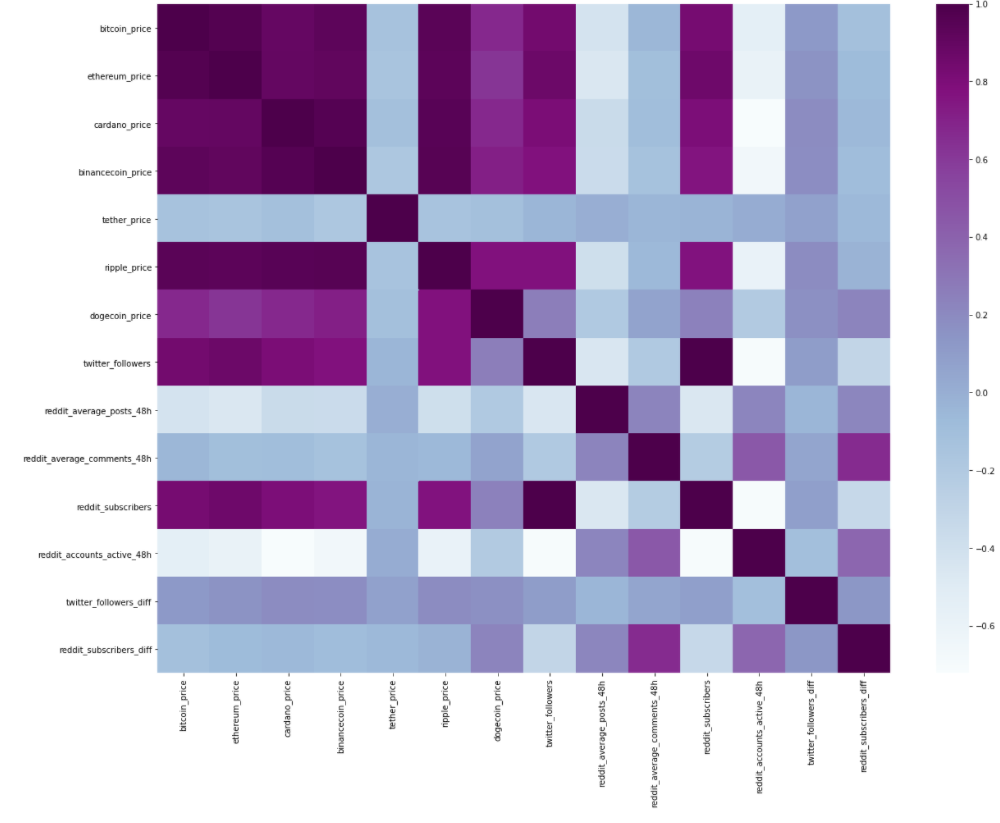 bitcoin_price
ethereum_price
cardano_price
binancecoin_price
tether_price
ripple_price
dogecoin_price
twitter_followers
reddit_average_posts_48h
reddit_average_comments_48h
reddit_subscribers
reddit_accounts_active_48h
twitter_followers_diff
reddit_subscribers_diff
bitcoin_price
ethereum_price
cardano_price
binancecoin_price
tether_price
ripple_price
dogecoin_price
twitter_followers
reddit_average_posts_48h
reddit_average_comments_48h
reddit_subscribers
reddit_accounts_active_48h
twitter_followers_diff
reddit_subscribers_diff
1.0
0.8
0.6
0.4
0.2
0.0
−0.2
−0.4
−0.6